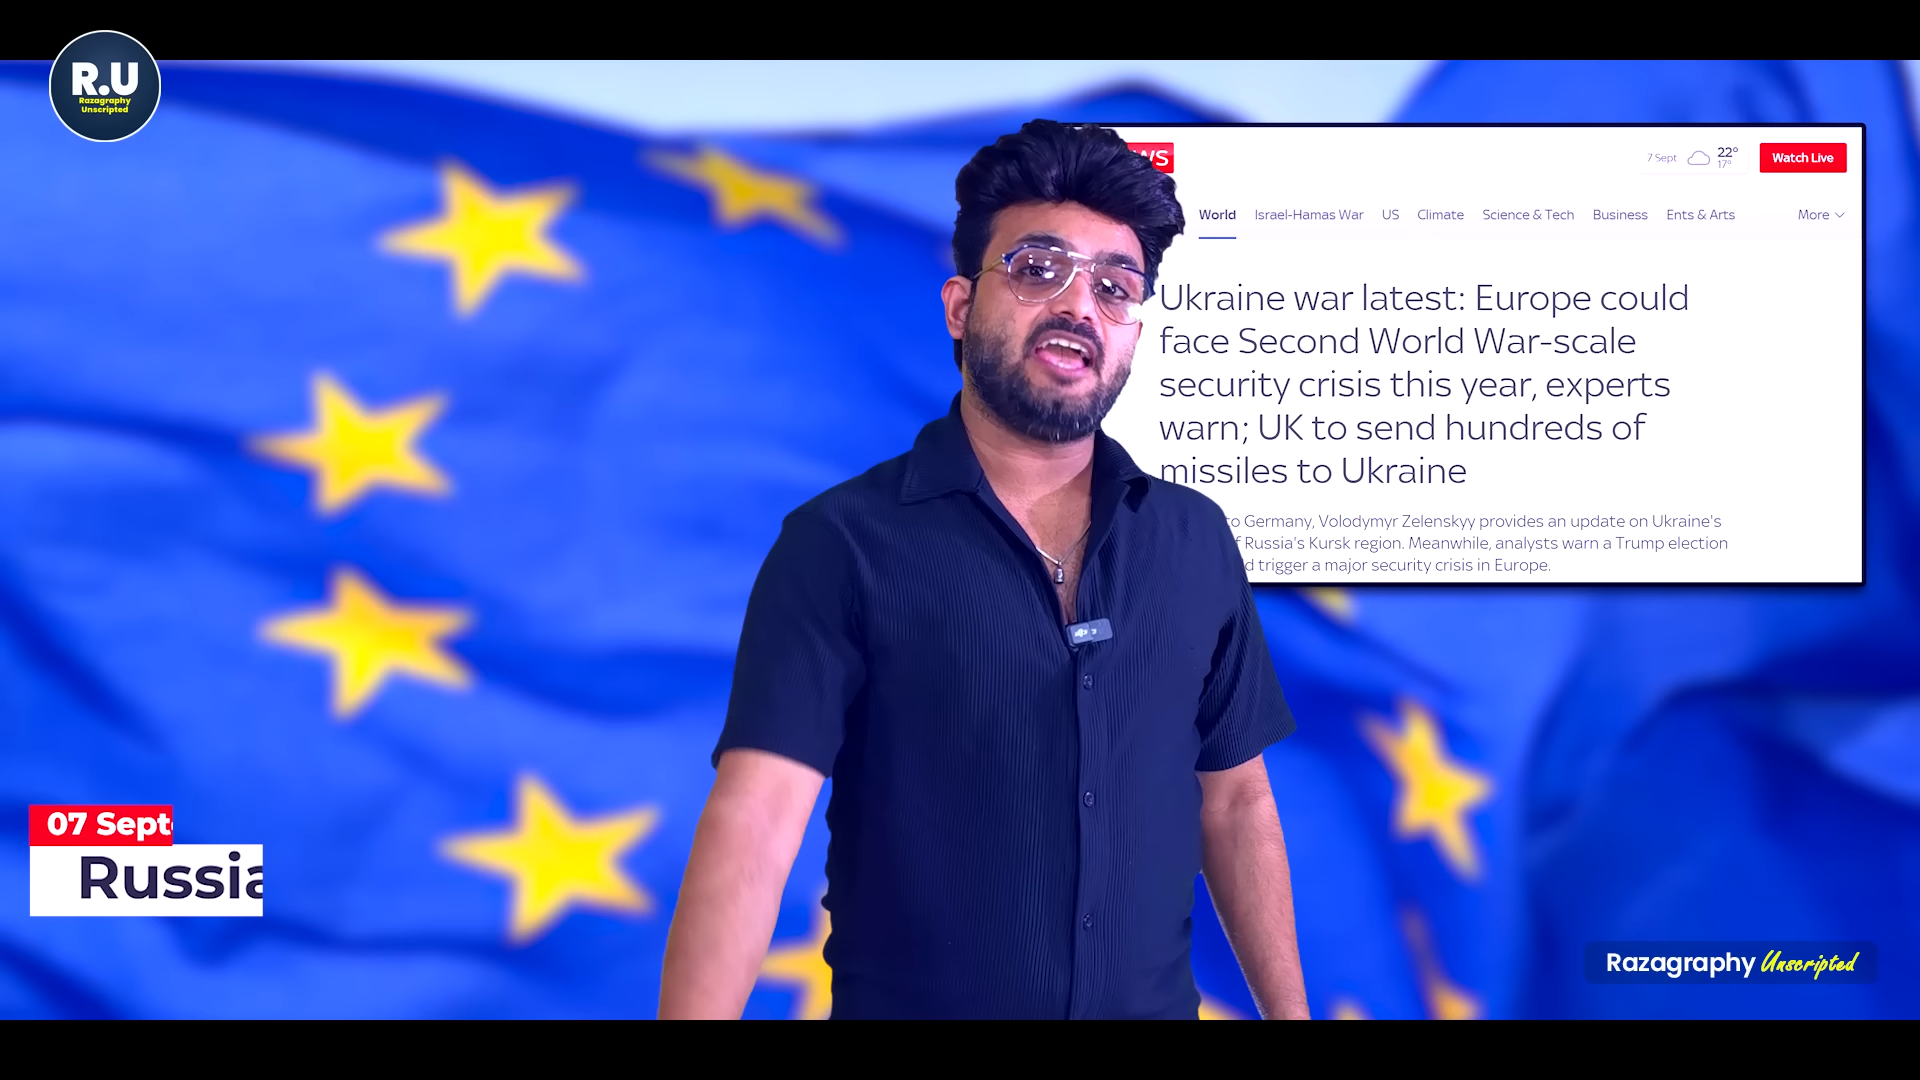 R.U
Razagraphy
Unscripted
7 Sept
22°
17°
Watch Live
World Israel-Hamas War US Climate Science & Tech Business Ents & Arts More
Ukraine war latest: Europe could
face Second World War-scale
security crisis this year, experts
warn; UK to send hundreds of
missiles to Ukraine
to Germany, Volodymyr Zelenskyy provides an update on Ukraine's
Russia's Kursk region. Meanwhile, analysts warn a Trump election
trigger a major security crisis in Europe.
07 Sept
Russia
Razagraphy Unscripted